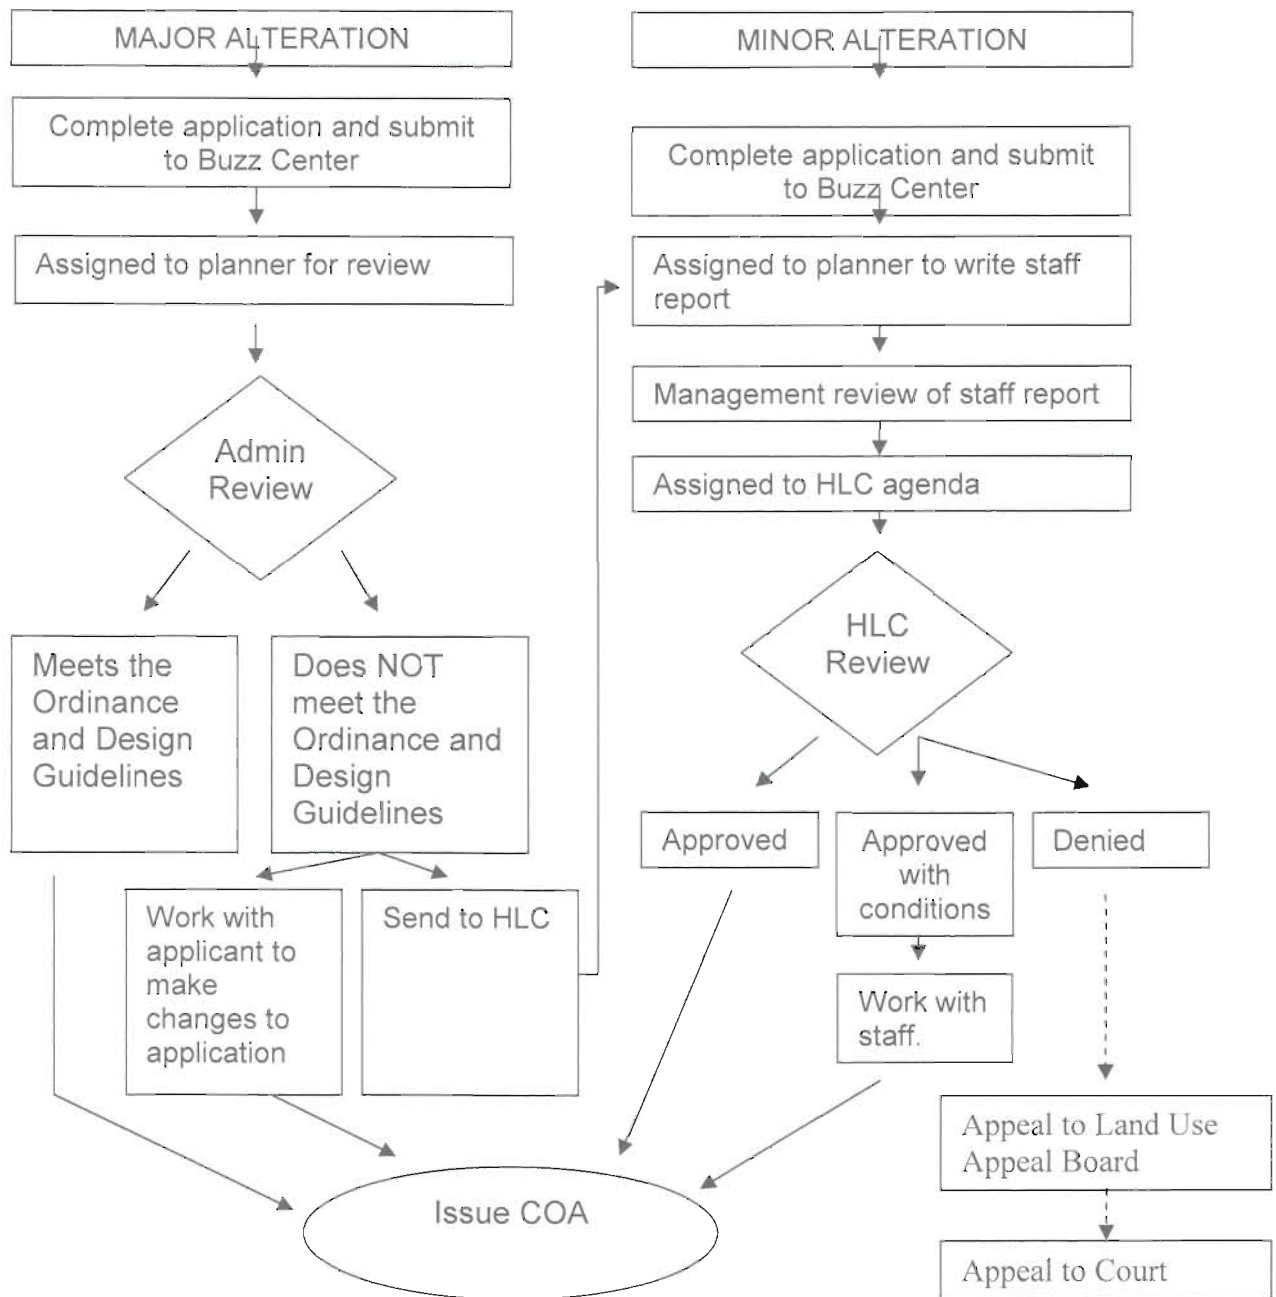 MAJOR ALTERATION
Complete application and submit
to Buzz Center
Assigned to planner for review
Admin
Review
Meets the
Ordinance
and Design
Guidelines
Does NOT
meet the
Ordinance and
Design
Guidelines
Work with
applicant to
make
changes to
application
Send to HLC
MINOR ALTERATION
Complete application and submit
to Buzz Center
Assigned to planner to write staff
report
Management review of staff report
Assigned to HLC agenda
HLC
Review
Approved
Approved
with
conditions
Denied
Work with
staff.
Appeal to Land Use
Appeal Board
Appeal to Court
Issue COA